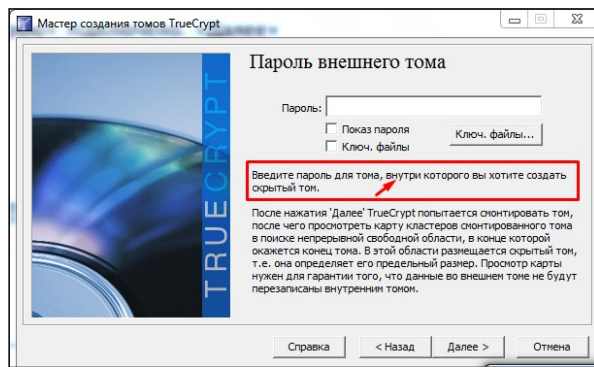 Мастер создания томов TrueCrypt
TRUECRYPT
Пароль внешнего тома
Пароль:
Показ пароля
Ключ. файлы
Ключ. файлы...
Введите пароль для тома, внутри которого вы хотите создать
скрытый том.
После нажатия 'Далее' TrueCrypt попытается смонтировать том,
после чего просмотреть карту кластеров смонтированного тома
в поиске непрерывной свободной области, в конце которой
окажется конец тома. В этой области размещается скрытый том,
т.е. она определяет его предельный размер. Просмотр карты
нужен для гарантии того, что данные во внешнем томе не будут
перезаписаны внутренним томом.
Справка
< Назад
Далее >
Отмена